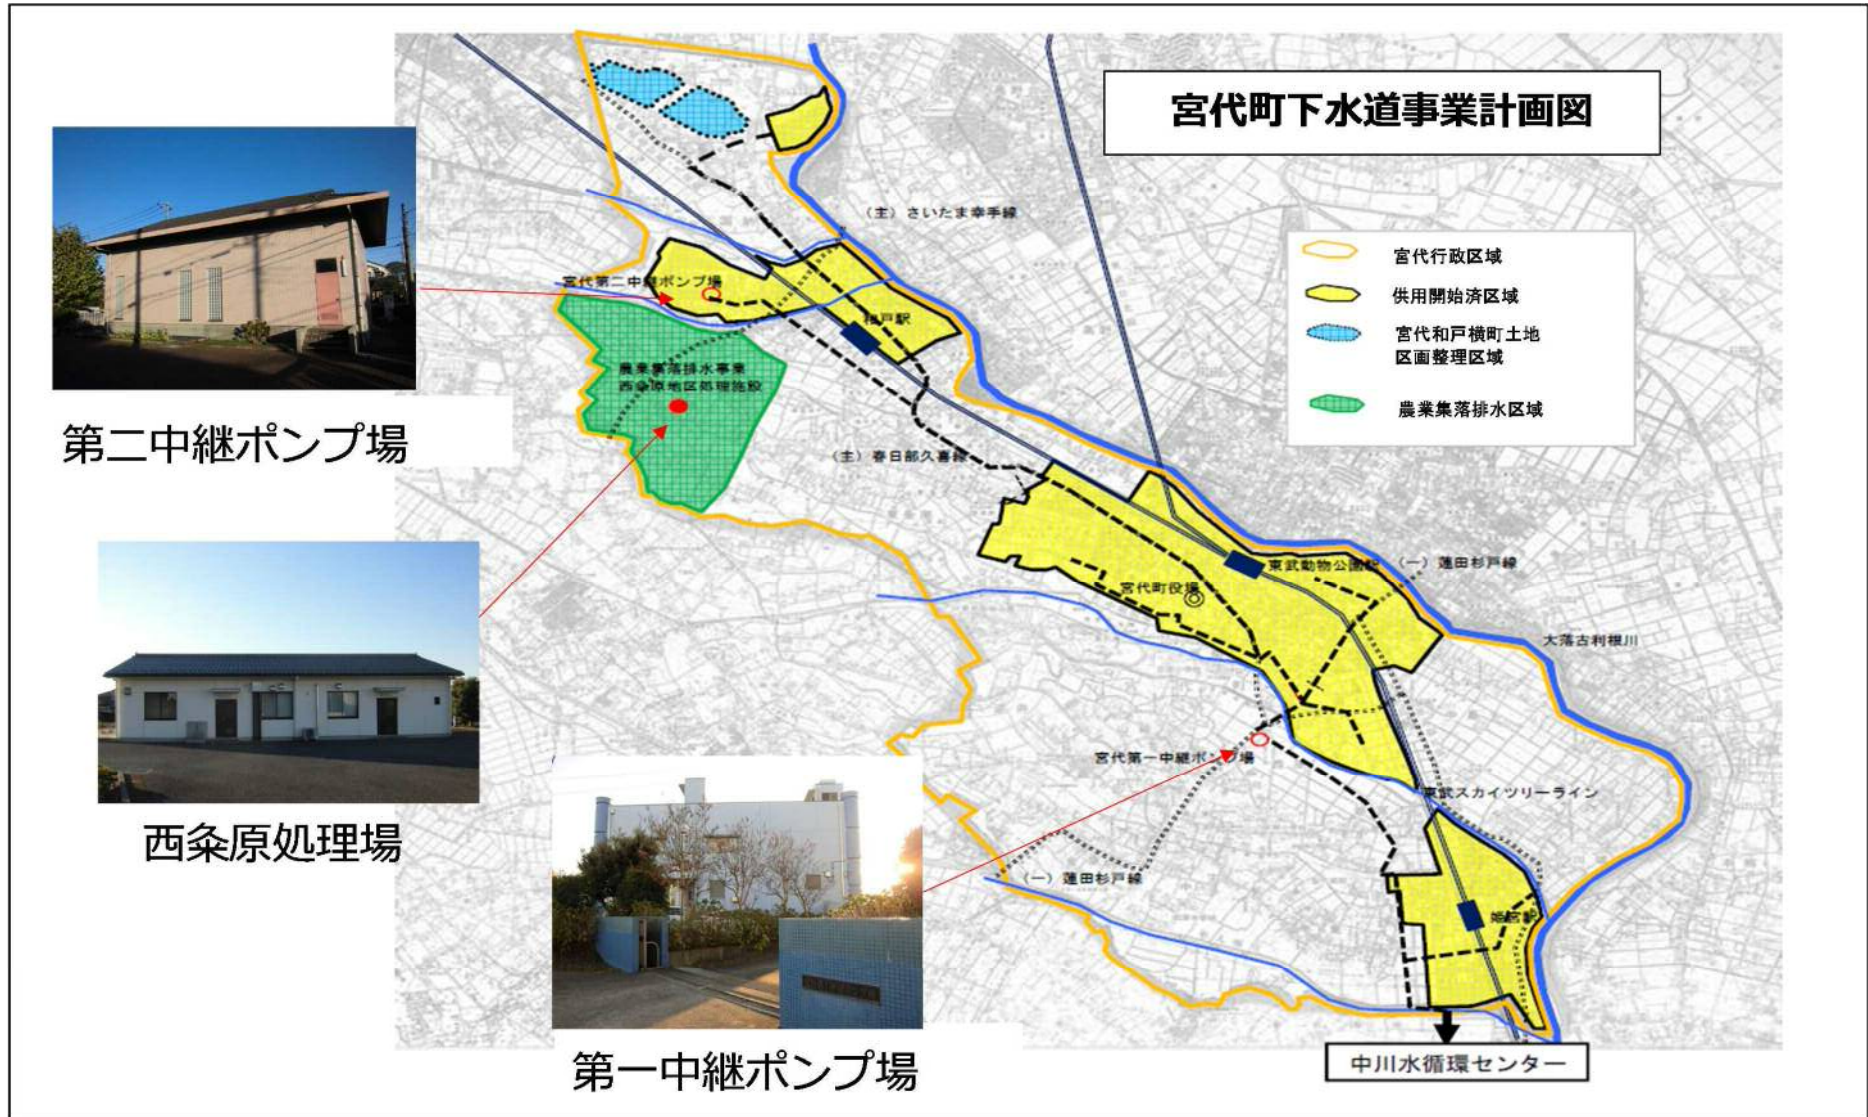 宮代町下水道事業計画図
(主)さいたま幸手線
宮代行政区域
供用開始済区域
宮代和戸横町土地
区画整理区域
農業集落排水区域
宮代第二中継ポンプ場
和戸駅
農業集落排水事業
西粂原地区処理施設
第二中継ポンプ場
(主)春日部久喜線
東武動物公園駅
(一)蓮田杉戸線
宮代町役場
大落古利根川
宮代第一中継ポンプ場
東武スカイツリーライン
西粂原処理場
(一)蓮田杉戸線
姫宮駅
第一中継ポンプ場
中川水循環センター